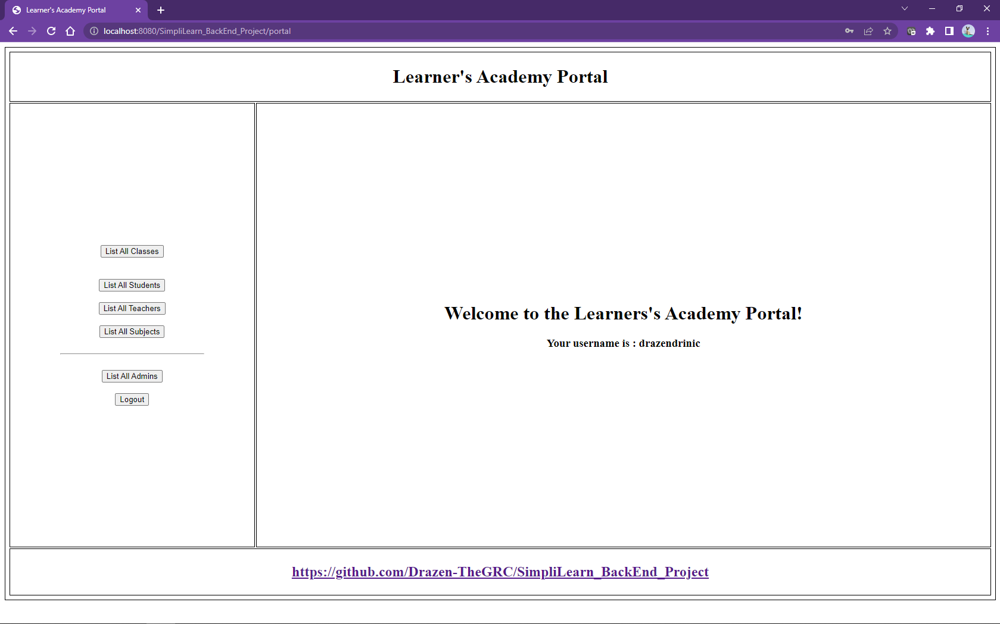 Learner's Academy Portal
localhost:8080/SimpliLearn_BackEnd_Project/portal
Learner's Academy Portal
List All Classes
List All Students
List All Teachers
List All Subjects
List All Admins
Logout
Welcome to the Learners's Academy Portal!
Your username is : drazendrinic
https://github.com/Drazen-TheGRC/SimpliLearn_BackEnd_Project